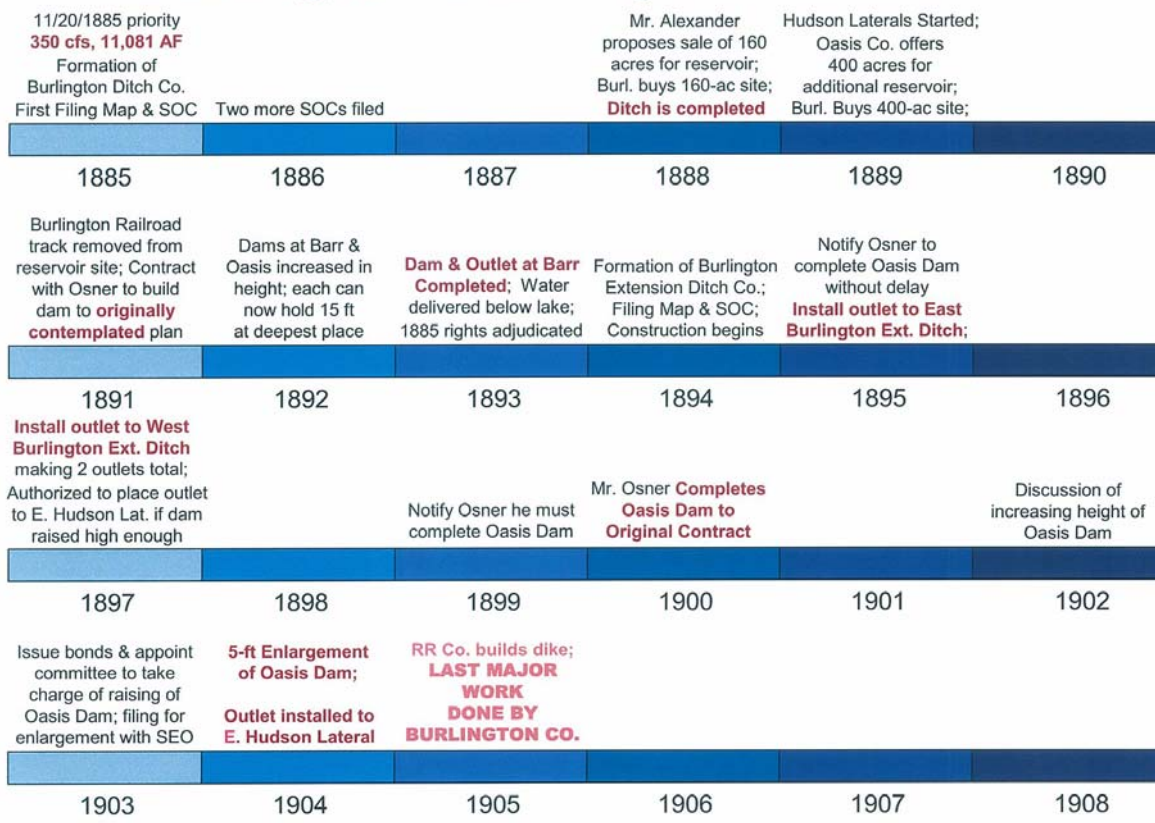 11/20/1885 priority
350 cfs, 11,081 AF
Formation of
Burlington Ditch Co.
First Filing Map & SOC
Two more SOCs filed
Mr. Alexander
proposes sale of 160
acres for reservoir;
Burl. buys 160-ac site;
Ditch is completed
Hudson Laterals Started;
Oasis Co. offers
400 acres for
additional reservoir;
Burl. Buys 400-ac site;
1885 1886 1887 1888 1889 1890
Burlington Railroad
track removed from
reservoir site; Contract
with Osner to build
dam to originally
contemplated plan
Dams at Barr &
Oasis increased in
height; each can
now hold 15 ft
at deepest place
Dam & Outlet at Barr
Completed; Water
delivered below lake;
1885 rights adjudicated
Formation of Burlington
Extension Ditch Co.;
Filing Map & SOC;
Construction begins
Notify Osner to
complete Oasis Dam
without delay
Install outlet to East
Burlington Ext. Ditch;
1891 1892 1893 1894 1895 1896
Install outlet to West
Burlington Ext. Ditch
making 2 outlets total;
Authorized to place outlet
to E. Hudson Lat. if dam
raised high enough
Notify Osner he must
complete Oasis Dam
Mr. Osner Completes
Oasis Dam to
Original Contract
Discussion of
increasing height of
Oasis Dam
1897 1898 1899 1900 1901 1902
Issue bonds & appoint
committee to take
charge of raising of
Oasis Dam; filing for
enlargement with SEO
5-ft Enlargement
of Oasis Dam;
Outlet installed to
E. Hudson Lateral
RR Co. builds dike;
LAST MAJOR
WORK
DONE BY
BURLINGTON CO.
1903 1904 1905 1906 1907 1908